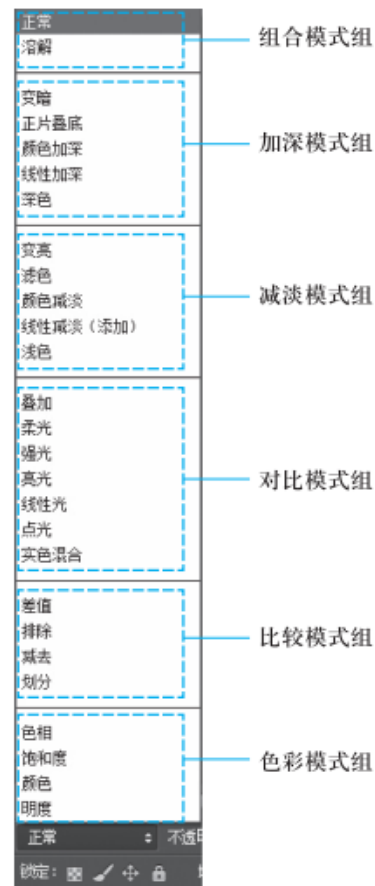 正常
溶解
组合模式组
变暗
正片叠底
颜色加深
线性加深
深色
加深模式组
变亮
滤色
颜色减淡
线性减淡（添加）
浅色
减淡模式组
叠加
柔光
强光
亮光
线性光
点光
实色混合
对比模式组
差值
排除
减去
划分
比较模式组
色相
饱和度
颜色
明度
色彩模式组
正常
不透
锁定：